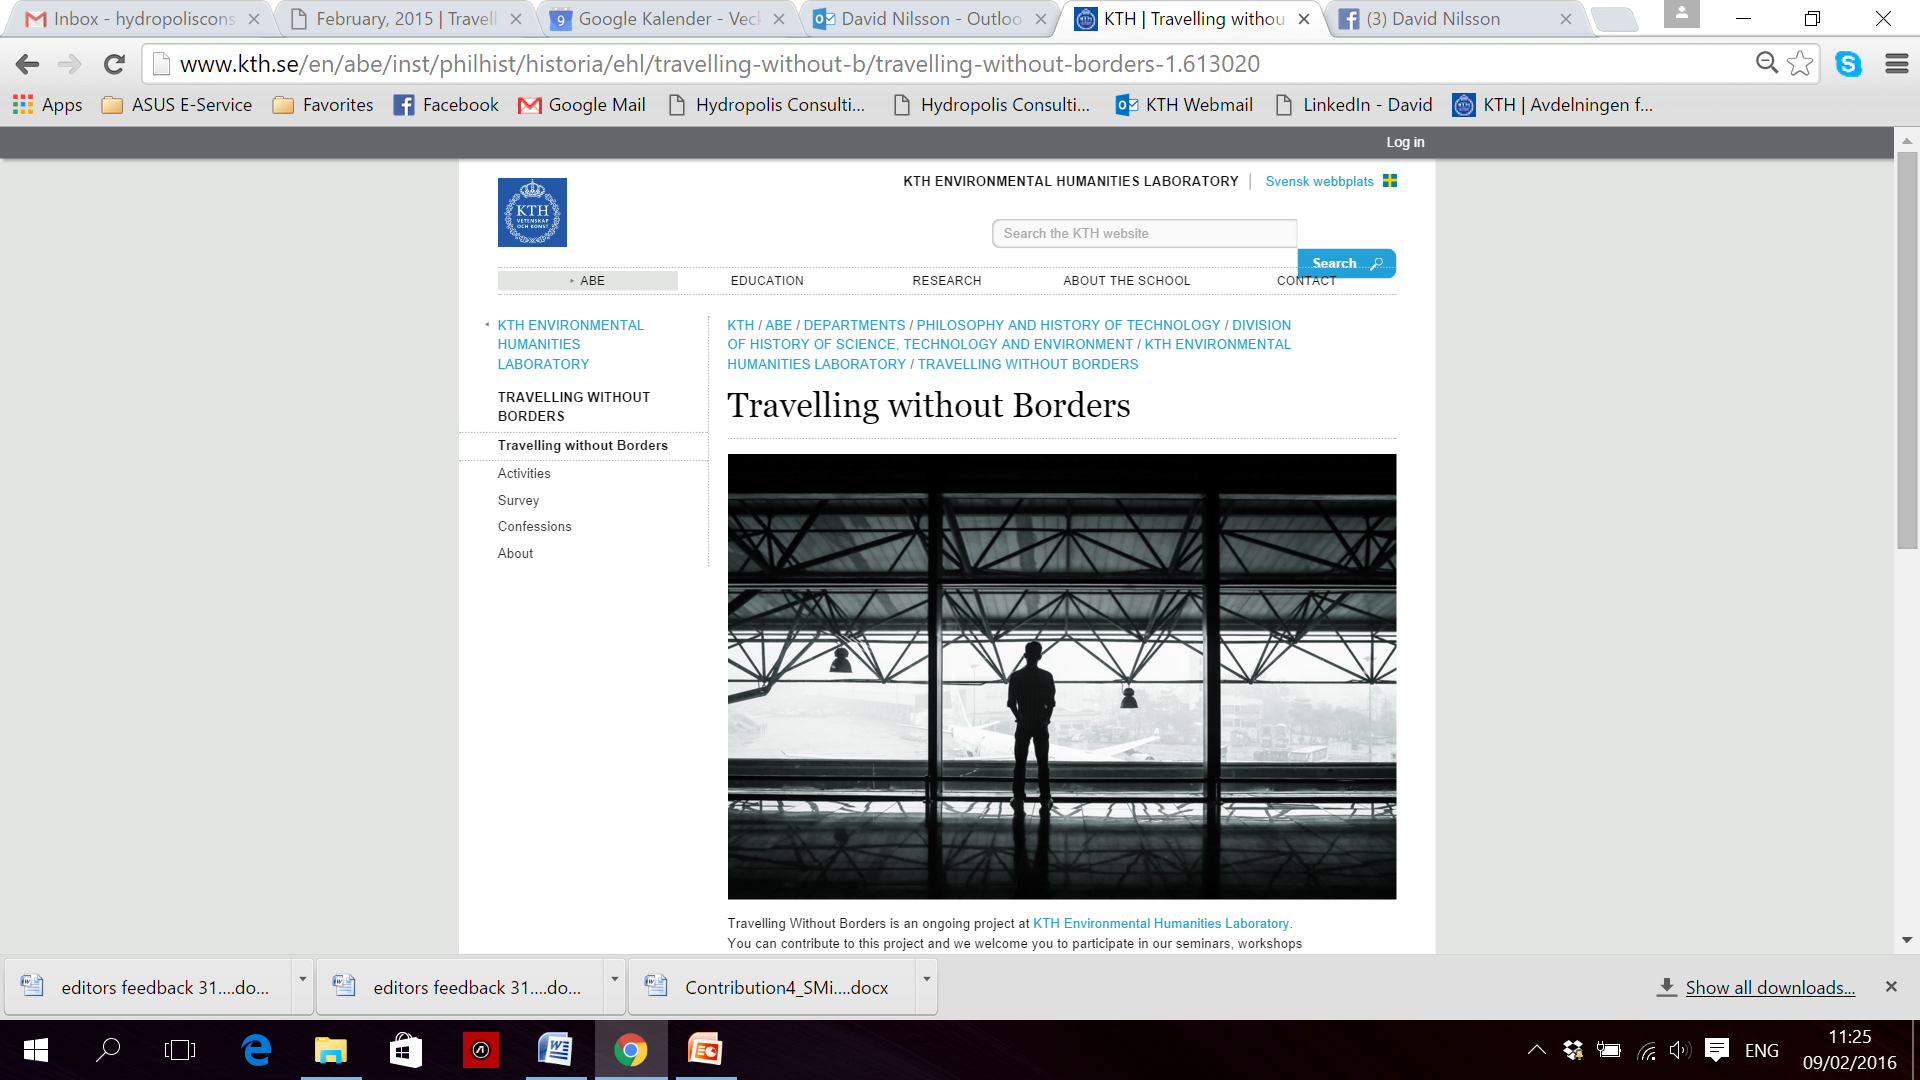 Inbox - hydropoliscons
February, 2015 | Travell
Google Kalender - Vec
David Nilsson - Outloo
KTH | Travelling withou
(3) David Nilsson
www.kth.se/en/abe/inst/philhist/historia/ehl/travelling-without-b/travelling-without-borders-1.613020
Apps
ASUS E-Service
Favorites
Facebook
Google Mail
Hydropolis Consulti...
Hydropolis Consulti...
KTH Webmail
LinkedIn - David
KTH | Avdelningen f...
Log in
KTH
VETENSKAP
OCH KONST
KTH ENVIRONMENTAL HUMANITIES LABORATORY
Svensk webbplats
Search the KTH website
Search
ABE
EDUCATION
RESEARCH
ABOUT THE SCHOOL
CONTACT
KTH ENVIRONMENTAL
HUMANITIES
LABORATORY
TRAVELLING WITHOUT
BORDERS
Travelling without Borders
Activities
Survey
Confessions
About
KTH / ABE / DEPARTMENTS / PHILOSOPHY AND HISTORY OF TECHNOLOGY / DIVISION
OF HISTORY OF SCIENCE, TECHNOLOGY AND ENVIRONMENT / KTH ENVIRONMENTAL
HUMANITIES LABORATORY / TRAVELLING WITHOUT BORDERS
Travelling without Borders
Travelling Without Borders is an ongoing project at KTH Environmental Humanities Laboratory.
You can contribute to this project and we welcome you to participate in our seminars, workshops
editors feedback 31....do...
editors feedback 31....do...
Contribution4_SMi....docx
Show all downloads...
ENG
11:25
09/02/2016